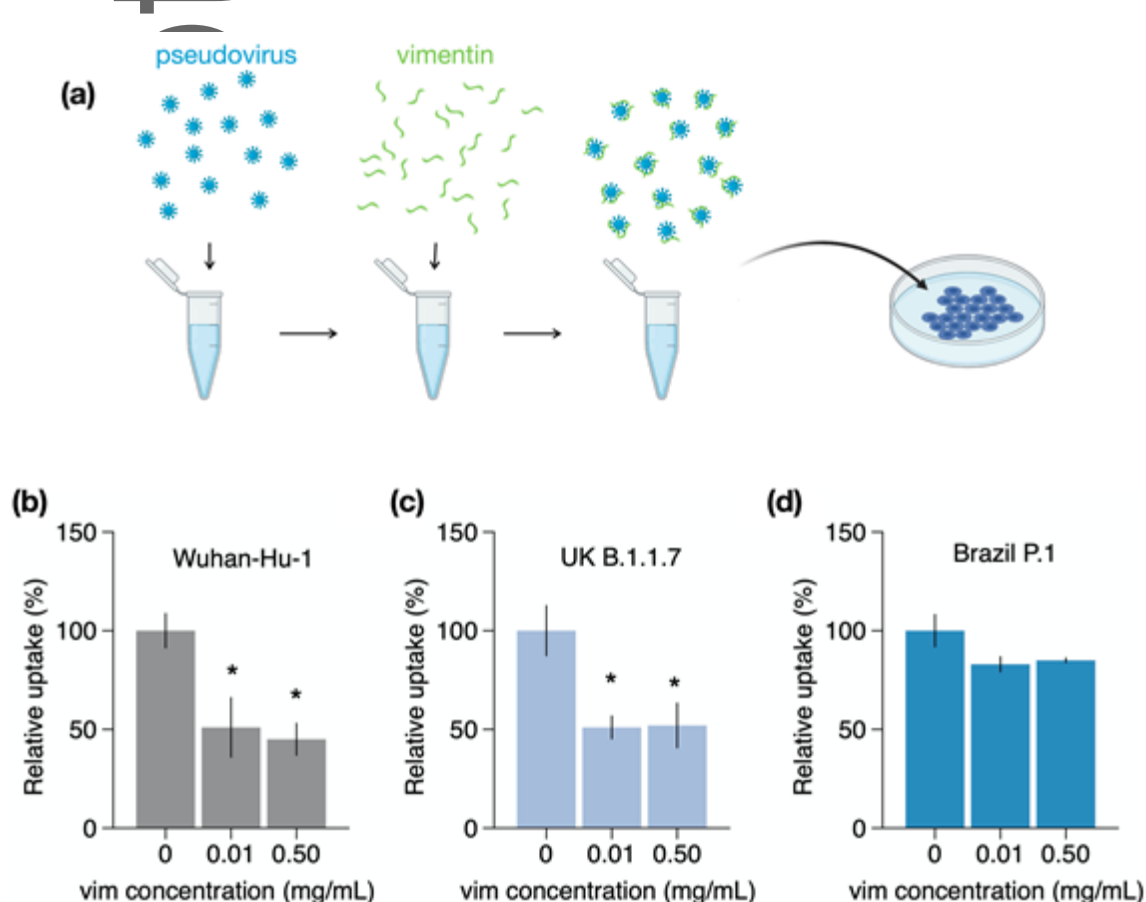 pseudovirus
vimentin
(a)
(b)
150
100
50
0
Relative uptake (%)
Wuhan-Hu-1
*
*
0 0.01 0.50
vim concentration (mg/mL)
(c)
150
100
50
0
Relative uptake (%)
UK B.1.1.7
*
*
0 0.01 0.50
vim concentration (mg/mL)
(d)
150
100
50
0
Relative uptake (%)
Brazil P.1
0 0.01 0.50
vim concentration (mg/mL)